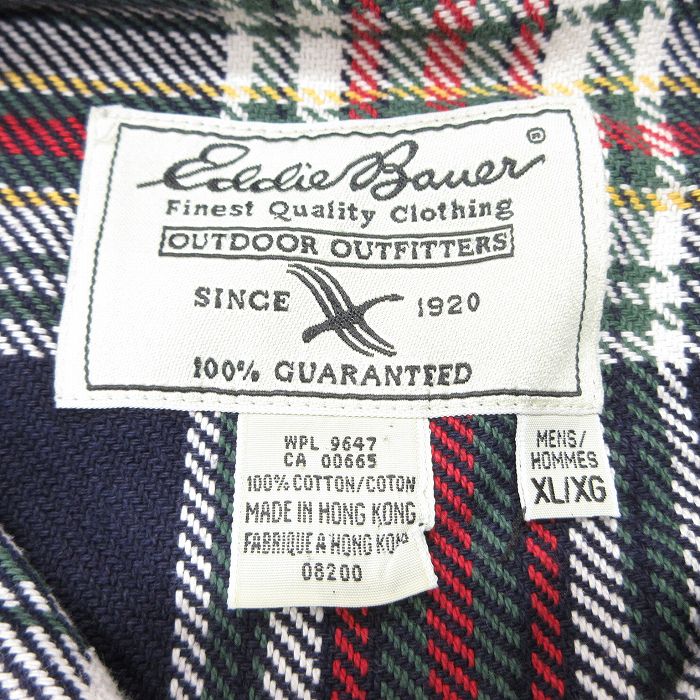 Eddie Bauer®
Finest Quality Clothing
OUTDOOR OUTFITTERS
SINCE 1920
100% GUARANTEED
WPL 9647
CA 00665
100% COTTON/COTON
MADE IN HONG KONG
FABRIQUE A HONG KONG
08200
MENS/
HOMMES
XL/XG